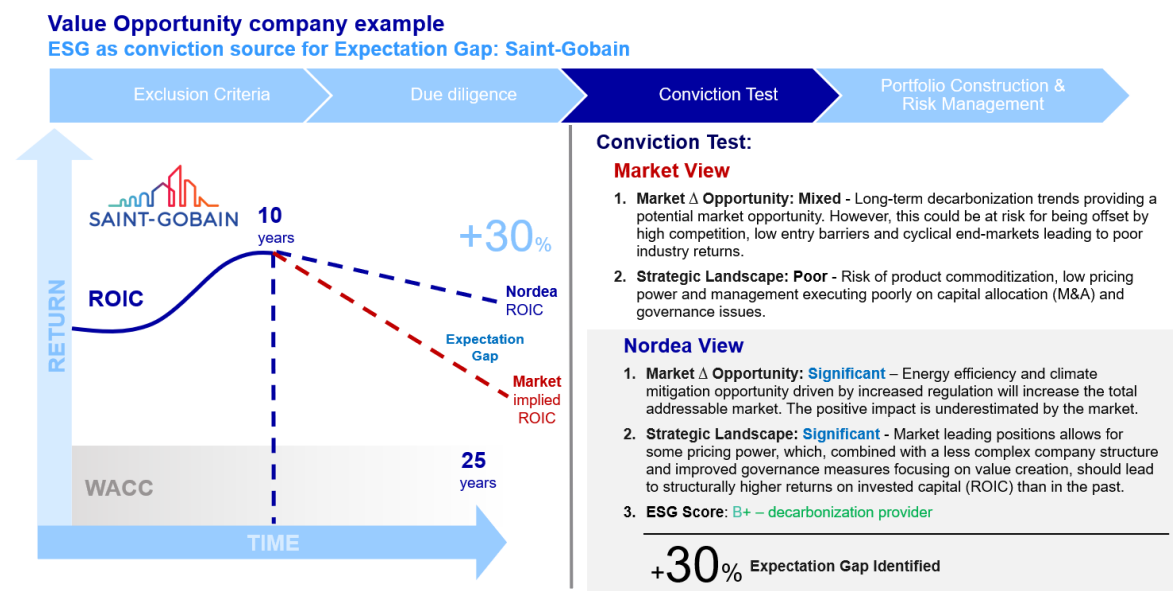 Value Opportunity company example
ESG as conviction source for Expectation Gap: Saint-Gobain
Exclusion Criteria
Due diligence
Conviction Test
Portfolio Construction &
Risk Management
RETURN
SAINT-GOBAIN
ROIC
10
years
+30%
Nordea
ROIC
Expectation
Gap
Market
implied
ROIC
WACC
25
years
TIME
Conviction Test:
Market View
1. Market Δ Opportunity: Mixed - Long-term decarbonization trends providing a
potential market opportunity. However, this could be at risk for being offset by
high competition, low entry barriers and cyclical end-markets leading to poor
industry returns.
2. Strategic Landscape: Poor - Risk of product commoditization, low pricing
power and management executing poorly on capital allocation (M&A) and
governance issues.
Nordea View
1. Market Δ Opportunity: Significant – Energy efficiency and climate
mitigation opportunity driven by increased regulation will increase the total
addressable market. The positive impact is underestimated by the market.
2. Strategic Landscape: Significant - Market leading positions allows for
some pricing power, which, combined with a less complex company structure
and improved governance measures focusing on value creation, should lead
to structurally higher returns on invested capital (ROIC) than in the past.
3. ESG Score: B+ – decarbonization provider
+30% Expectation Gap Identified